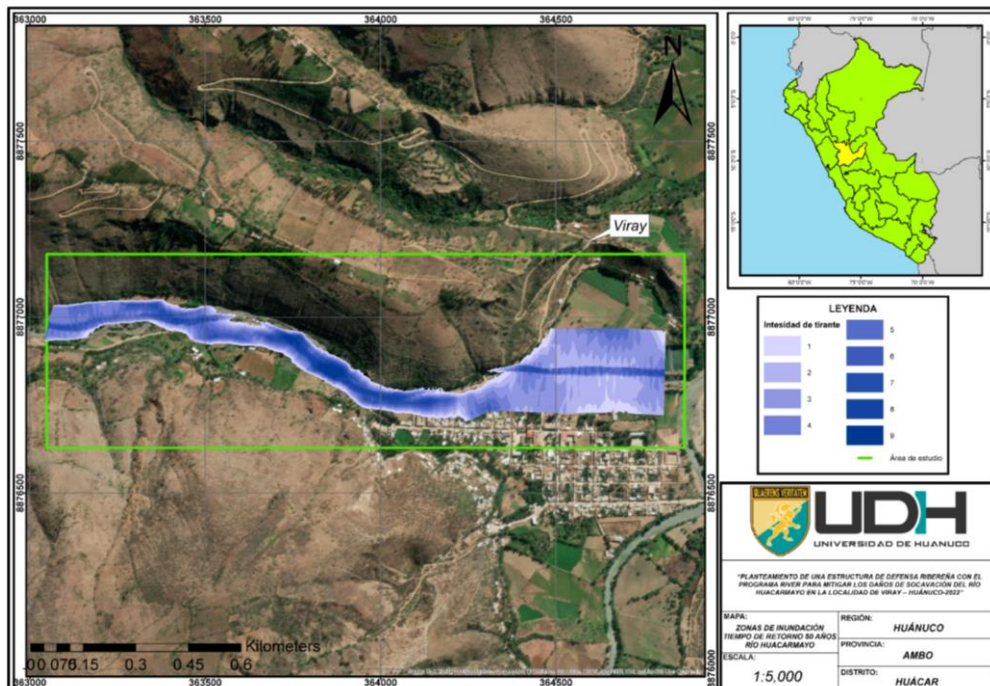 363000
363500
364000
364500
N
8877500
8877000
8876500
8876000
8877500
8877000
8876500
8876000
Viray
Kilometers
0.15
0.3
0.45
0.6
LEYENDA
Intesidad de tirante
1
2
3
4
5
6
7
8
9
Área de estudio
UDH
UNIVERSIDAD DE HUANUCO
"PLANTEAMIENTO DE UNA ESTRUCTURA DE DEFENSA RIBEREÑA CON EL
PROGRAMA RIVER PARA MITIGAR LOS DAÑOS DE SOCAVACIÓN DEL RÍO
HUACARMAYO EN LA LOCALIDAD DE VIRAY – HUÁNUCO-2023"
MAPA:
ZONAS DE INUNDACIÓN
TIEMPO DE RETORNO 50 AÑOS
RÍO HUACARMAYO
ESCALA:
1:5,000
REGIÓN:
HUÁNUCO
PROVINCIA:
AMBO
DISTRITO:
HUÁCAR